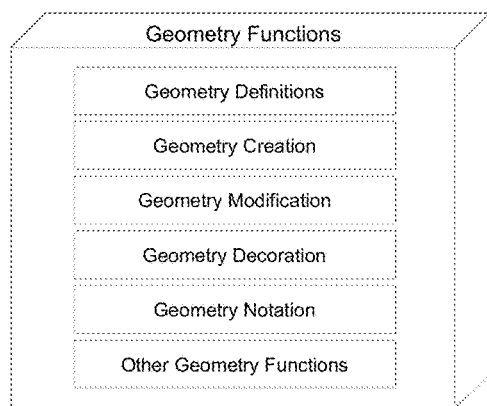 Geometry Functions
Geometry Definitions
Geometry Creation
Geometry Modification
Geometry Decoration
Geometry Notation
Other Geometry Functions